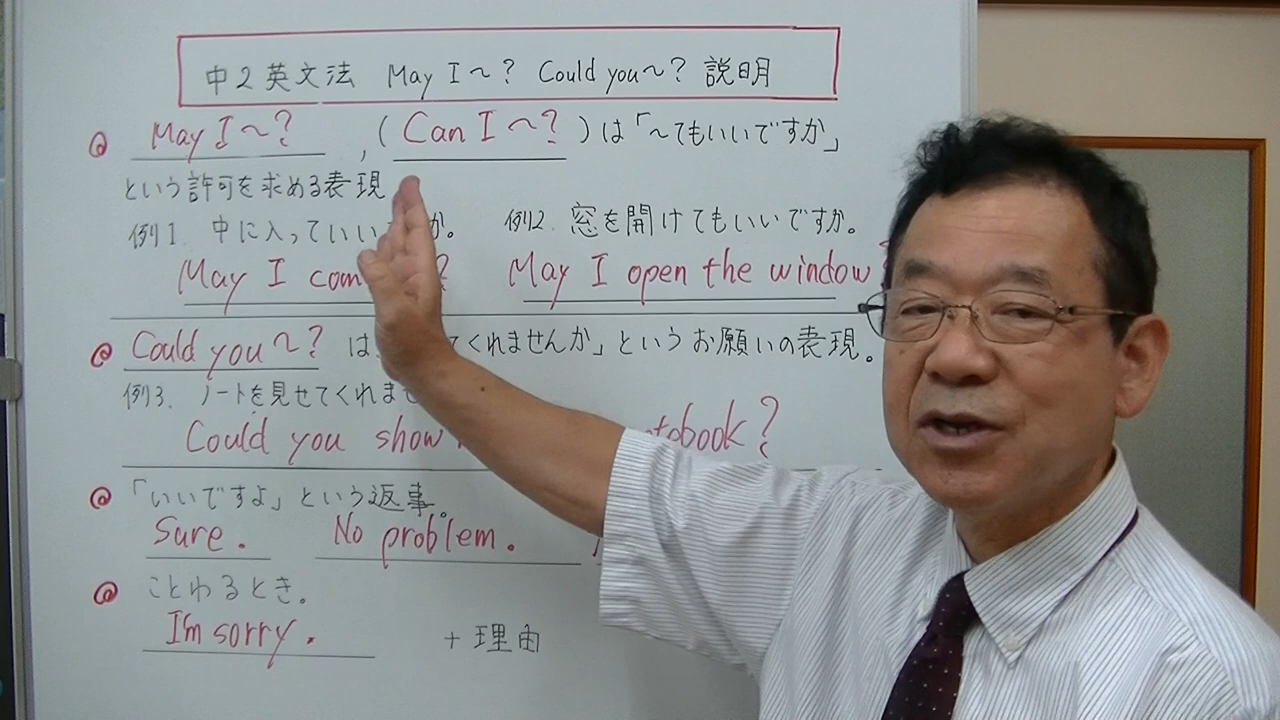 中2英文法 May I～? Could you～? 説明
@ May I～? , (Can I～?) は「～てもいいですか」
という許可を求める表現
例1. 中に入っていい か。 例2. 窓を開けてもいいですか。
May I com ? May I open the window ?
@ Could you～? は てくれませんか」というお願いの表現。
例3. ノートを見せてくれませ
Could you show otebook?
@ 「いいですよ」という返事。
Sure. No problem.
@ ことわるとき。
I'm sorry. +理由